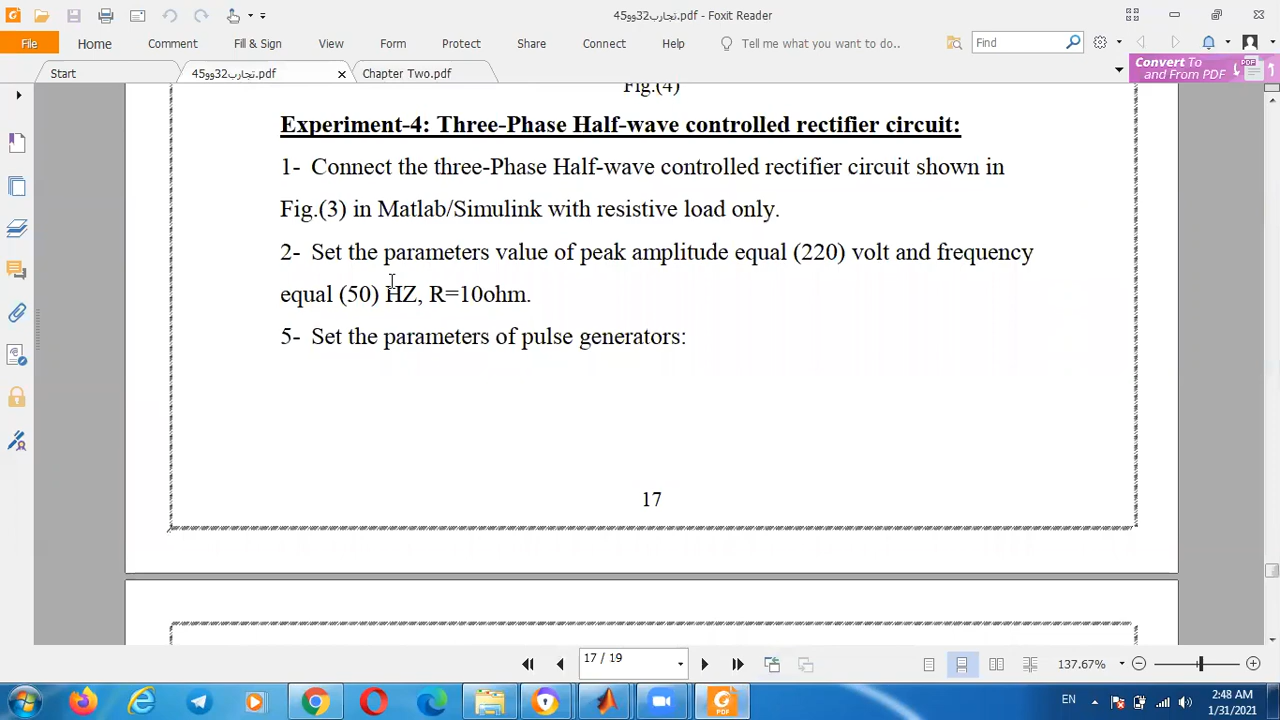 تجارب32وو45.pdf - Foxit Reader
File Home Comment Fill & Sign View Form Protect Share Connect Help Tell me what you want to do.. Find
Start تجارب32وو45.pdf Chapter Two.pdf Convert To and From PDF PDF
Fig.(4)
Experiment-4: Three-Phase Half-wave controlled rectifier circuit:
1- Connect the three-Phase Half-wave controlled rectifier circuit shown in
Fig.(3) in Matlab/Simulink with resistive load only.
2- Set the parameters value of peak amplitude equal (220) volt and frequency
equal (50) HZ, R=10ohm.
5- Set the parameters of pulse generators:
17
17 / 19 137.67%
PDF EN 2:48 AM
1/31/2021